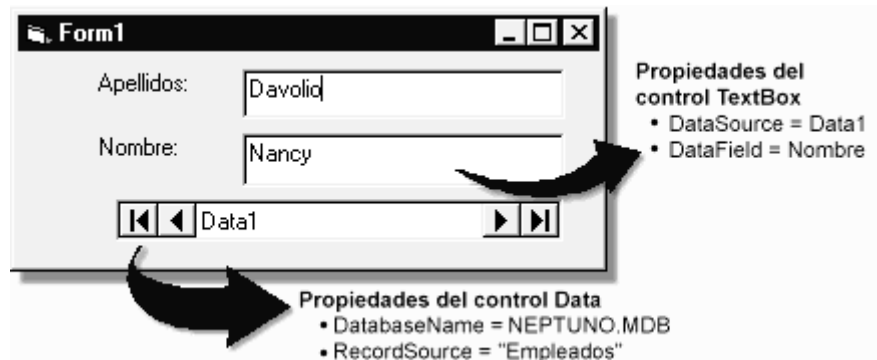 Form1
Apellidos:
Davolio
Nombre:
Nancy
Data1
Propiedades del
control TextBox
• DataSource = Data1
• DataField = Nombre
Propiedades del control Data
• DatabaseName = NEPTUNO.MDB
• RecordSource = "Empleados"